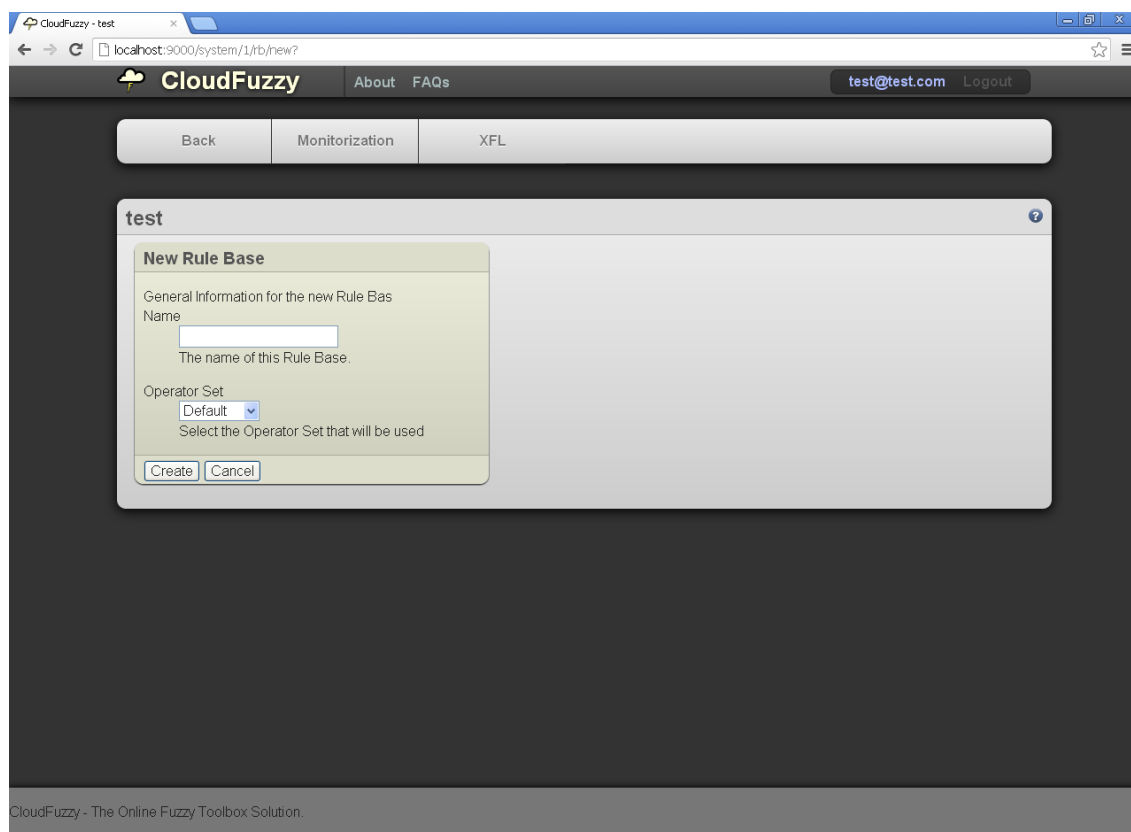 CloudFuzzy - test
localhost:9000/system/1/rb/new?
CloudFuzzy About FAQs test@test.com Logout
Back Monitorization XFL
test
New Rule Base
General Information for the new Rule Bas
Name
The name of this Rule Base.
Operator Set
Default
Select the Operator Set that will be used
Create Cancel
CloudFuzzy - The Online Fuzzy Toolbox Solution.